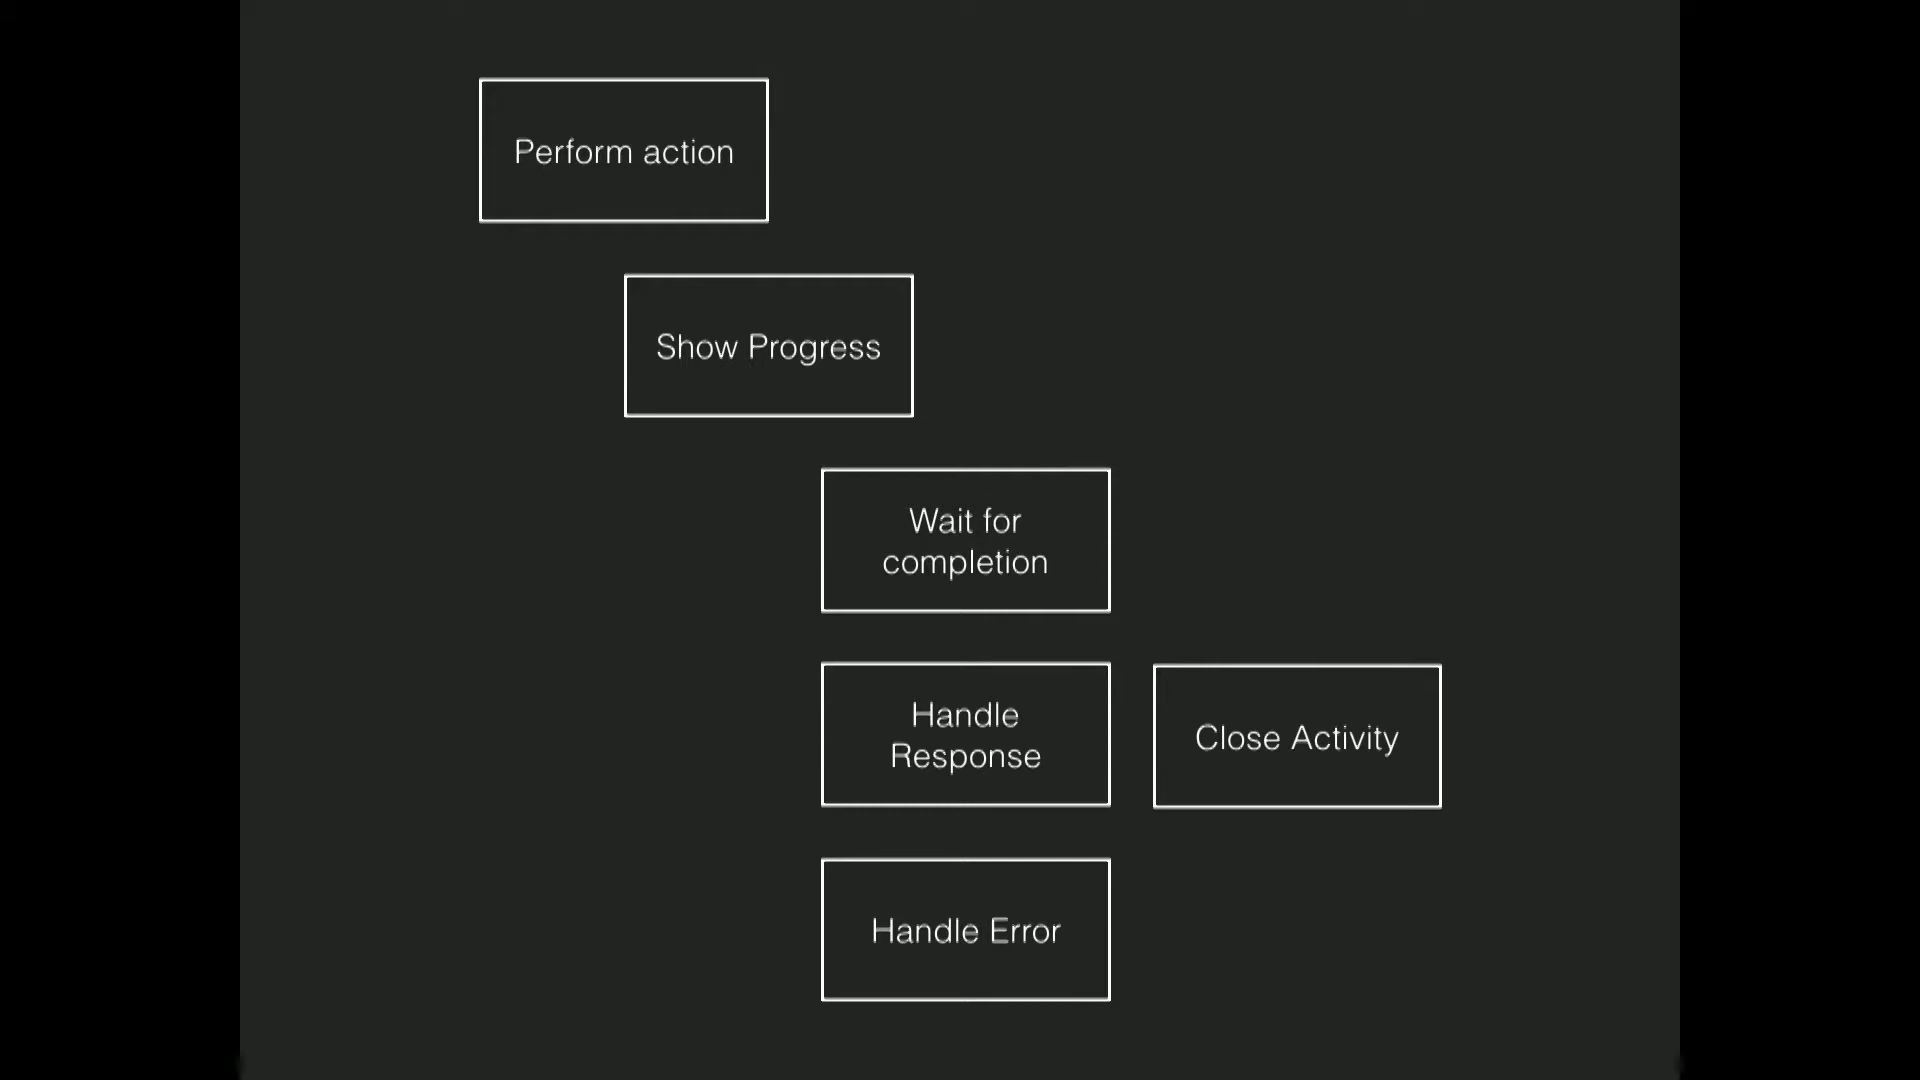 Perform action
Show Progress
Wait for
completion
Handle
Response
Close Activity
Handle Error